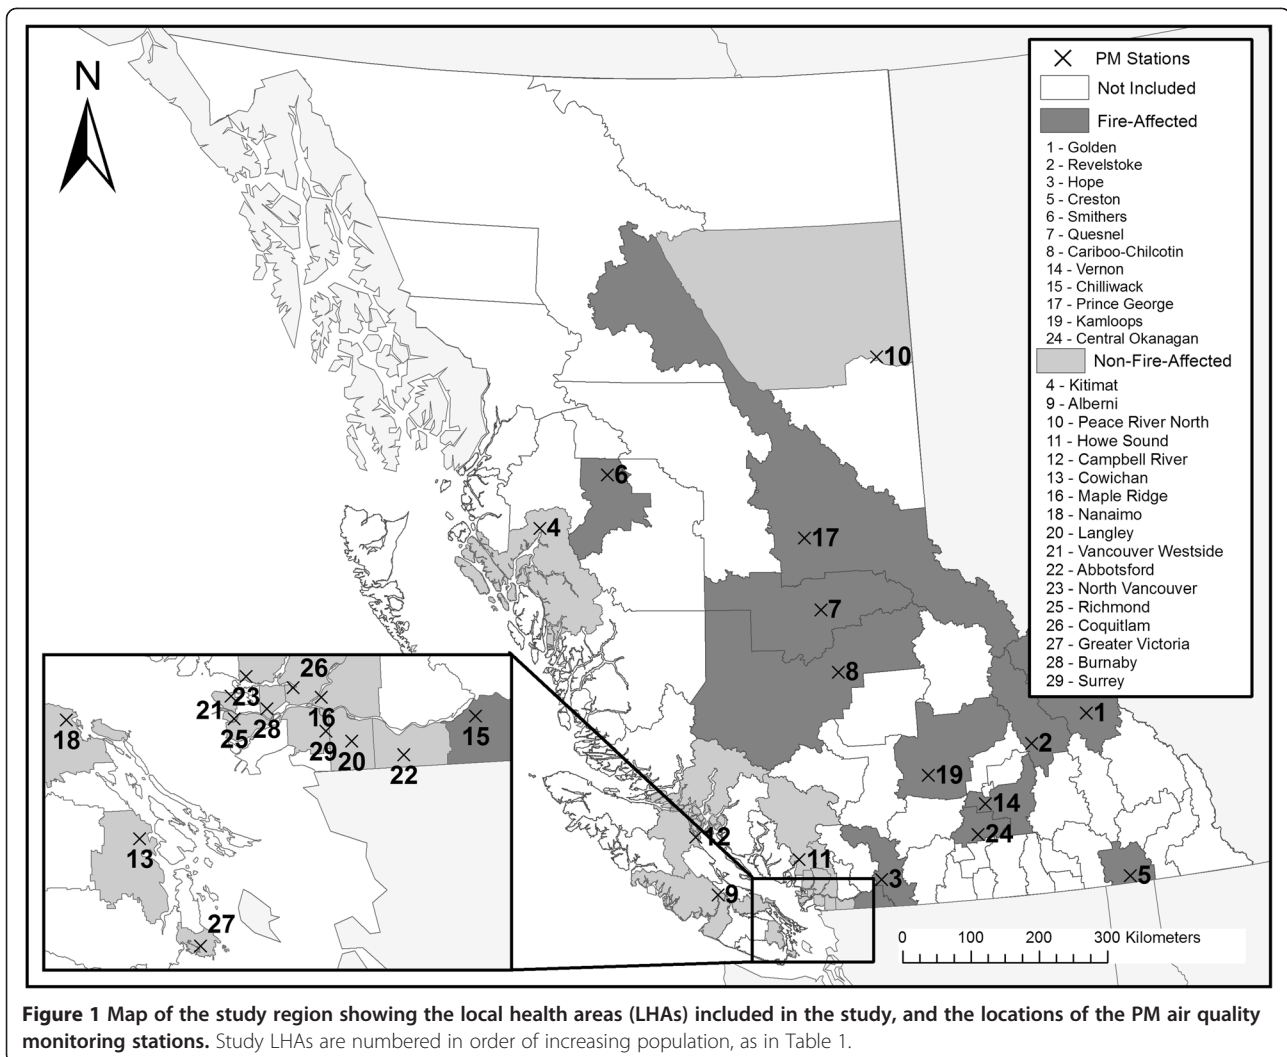 N
PM Stations
Not Included
Fire-Affected
1 - Golden
2 - Revelstoke
3 - Hope
5 - Creston
6 - Smithers
7 - Quesnel
8 - Cariboo-Chilcotin
14 - Vernon
15 - Chilliwack
17 - Prince George
19 - Kamloops
24 - Central Okanagan
Non-Fire-Affected
4 - Kitimat
9 - Alberni
10 - Peace River North
11 - Howe Sound
12 - Campbell River
13 - Cowichan
16 - Maple Ridge
18 - Nanaimo
20 - Langley
21 - Vancouver Westside
22 - Abbotsford
23 - North Vancouver
25 - Richmond
26 - Coquitlam
27 - Greater Victoria
28 - Burnaby
29 - Surrey
10
6
4
17
7
8
1
2
19
14
24
12
11
3
5
9
26
23
21
16
28
18
25
29
20
15
22
13
27
0 100 200 300 Kilometers
Figure 1 Map of the study region showing the local health areas (LHAs) included in the study, and the locations of the PM air quality
monitoring stations. Study LHAs are numbered in order of increasing population, as in Table 1.